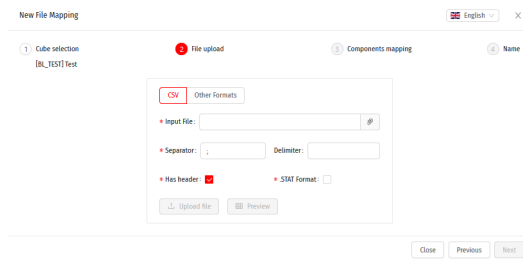 New File Mapping
English
X
1 Cube selection
[BL_TEST] Test
2 File upload
3 Components mapping
4 Name
CSV Other Formats
* Input File:
* Separator: ; Delimiter:
* Has header: * .STAT Format:
Upload file Preview
Close Previous Next